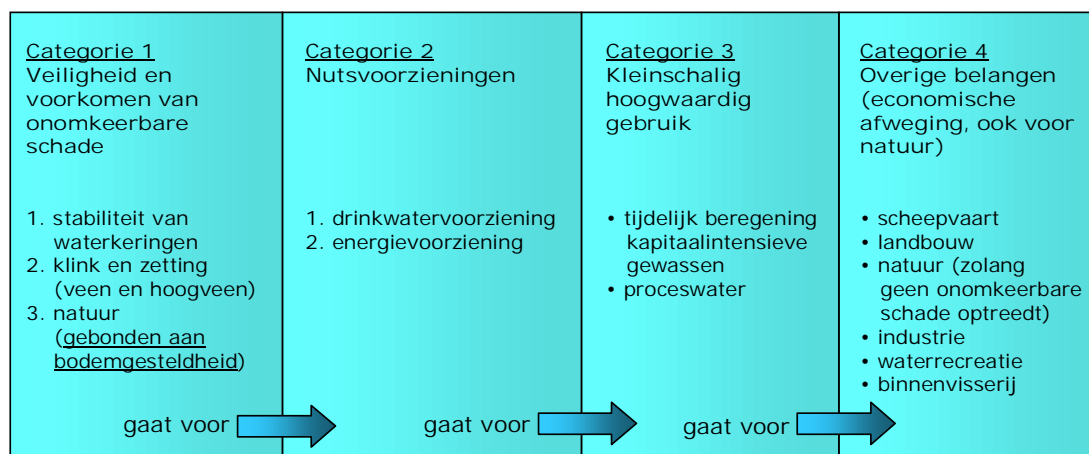 Categorie 1
Veiligheid en
voorkomen van
onomkeerbare
schade
1. stabiliteit van
waterkeringen
2. klink en zetting
(veen en hoogveen)
3. natuur
(gebonden aan
bodemgesteldheid)
gaat voor
Categorie 2
Nutsvoorzieningen
1. drinkwatervoorziening
2. energievoorziening
gaat voor
Categorie 3
Kleinschalig
hoogwaardig
gebruik
• tijdelijk beregening
kapitaalintensieve
gewassen
• proceswater
gaat voor
Categorie 4
Overige belangen
(economische
afweging, ook voor
natuur)
• scheepvaart
• landbouw
• natuur (zolang
geen onomkeerbare
schade optreedt)
• industrie
• waterrecreatie
• binnenvisserij